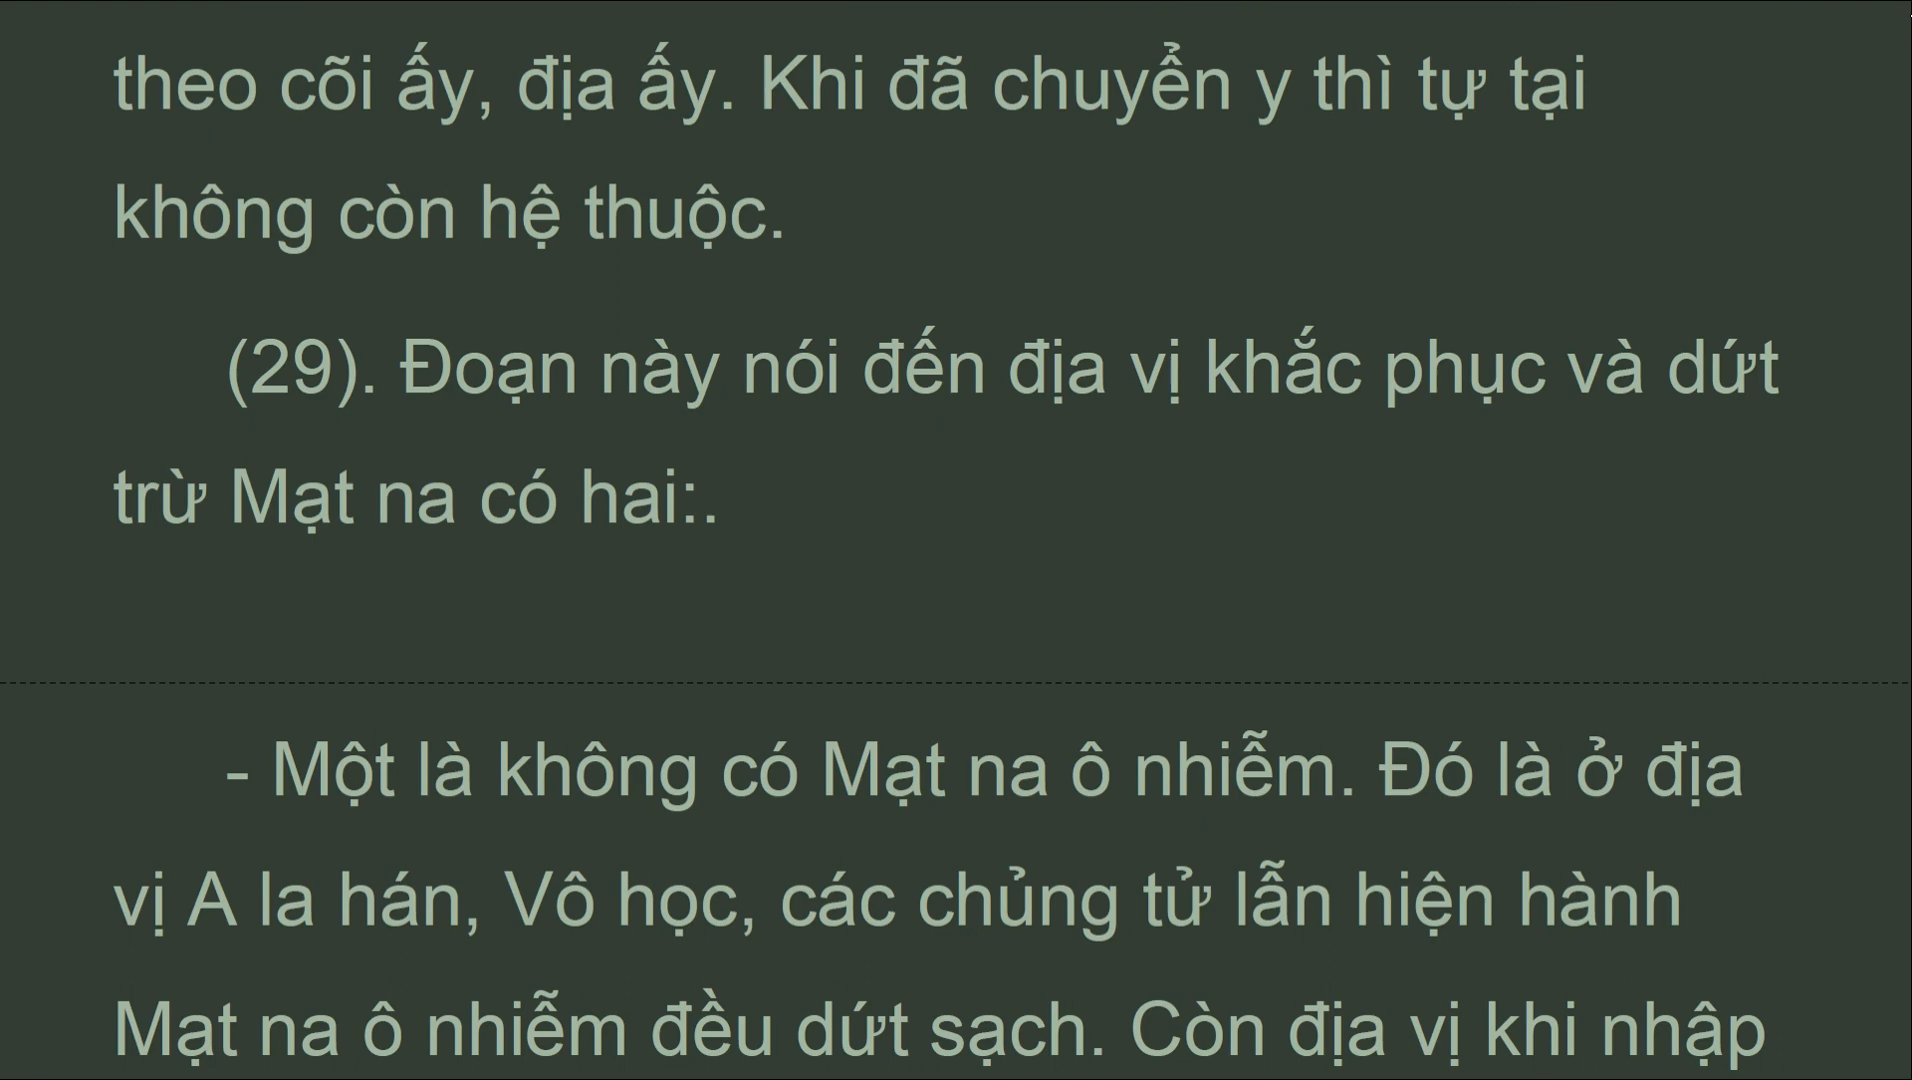 theo cõi ấy, địa ấy. Khi đã chuyển y thì tự tại
không còn hệ thuộc.
(29). Đoạn này nói đến địa vị khắc phục và dứt
trừ Mạt na có hai:.
- Một là không có Mạt na ô nhiễm. Đó là ở địa
vị A la hán, Vô học, các chủng tử lẫn hiện hành
Mạt na ô nhiễm đều dứt sạch. Còn địa vị khi nhập